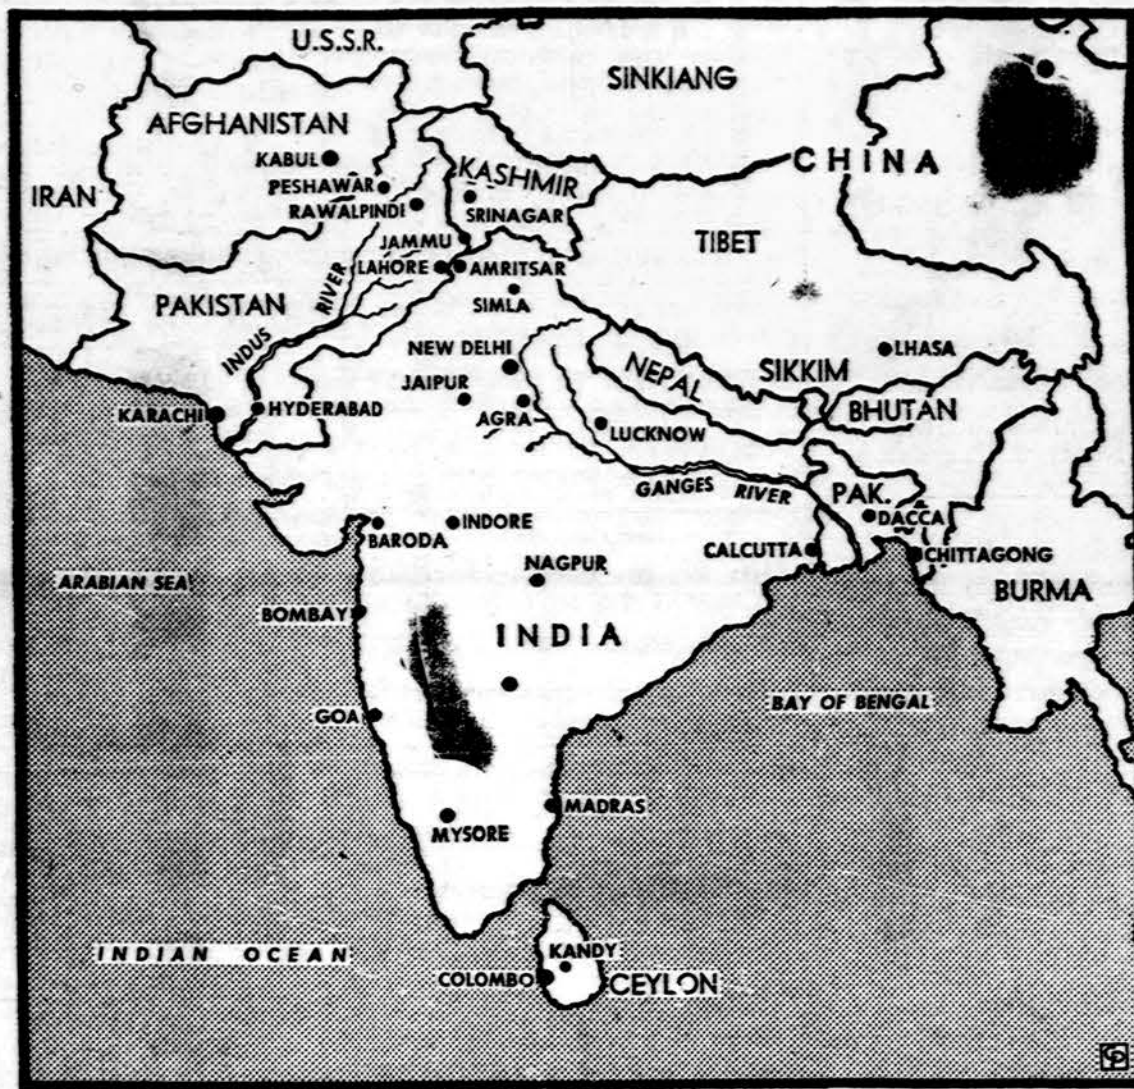 U.S.S.R.
SINKIANG
AFGHANISTAN
KABUL
CHINA
IRAN
PESHAWAR
KASHMIR
RAWALPINDI
SRINAGAR
JAMMU
TIBET
LAHORE
AMRITSAR
PAKISTAN
SIMLA
INDUS RIVER
NEW DELHI
LHASA
NEPAL
SIKKIM
JAIPUR
BHUTAN
KARACHI
HYDERABAD
AGRA
LUCKNOW
GANGES RIVER
PAK.
DACCA
BARODA
INDORE
CALCUTTA
CHITTAGONG
NAGPUR
ARABIAN SEA
BURMA
BOMBAY
INDIA
BAY OF BENGAL
GOA
MADRAS
MYSORE
INDIAN OCEAN
KANDY
COLOMBO
CEYLON
CP